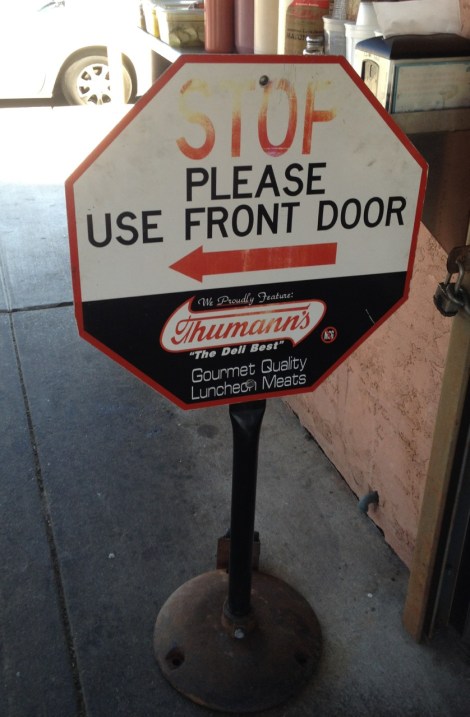 STOP
PLEASE
USE FRONT DOOR
We Proudly Feature:
Thumann's
"The Deli Best"
Gourmet Quality
Luncheon Meats